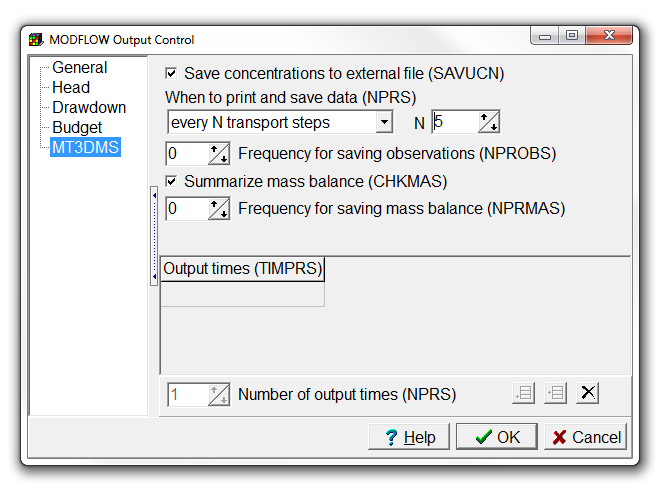 MODFLOW Output Control
General
Head
Drawdown
Budget
MT3DMS
Save concentrations to external file (SAVUCN)
When to print and save data (NPRS)
every N transport steps N 5
0 Frequency for saving observations (NPROBS)
Summarize mass balance (CHKMAS)
0 Frequency for saving mass balance (NPRMAS)
Output times (TIMPRS)
1 Number of output times (NPRS)
? Help OK Cancel